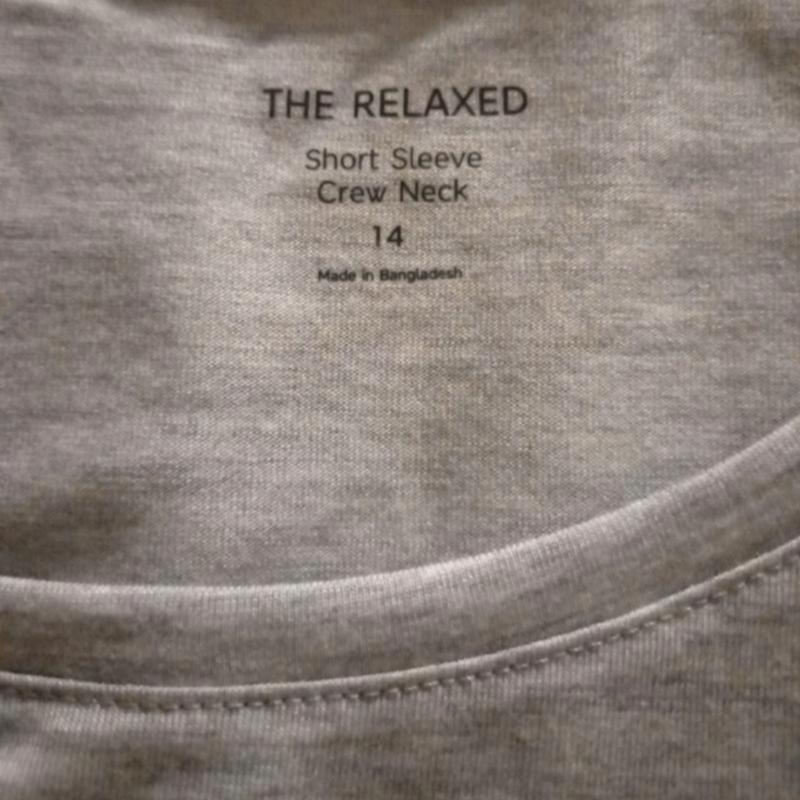 THE RELAXED
Short Sleeve
Crew Neck
14
Made in Bangladesh